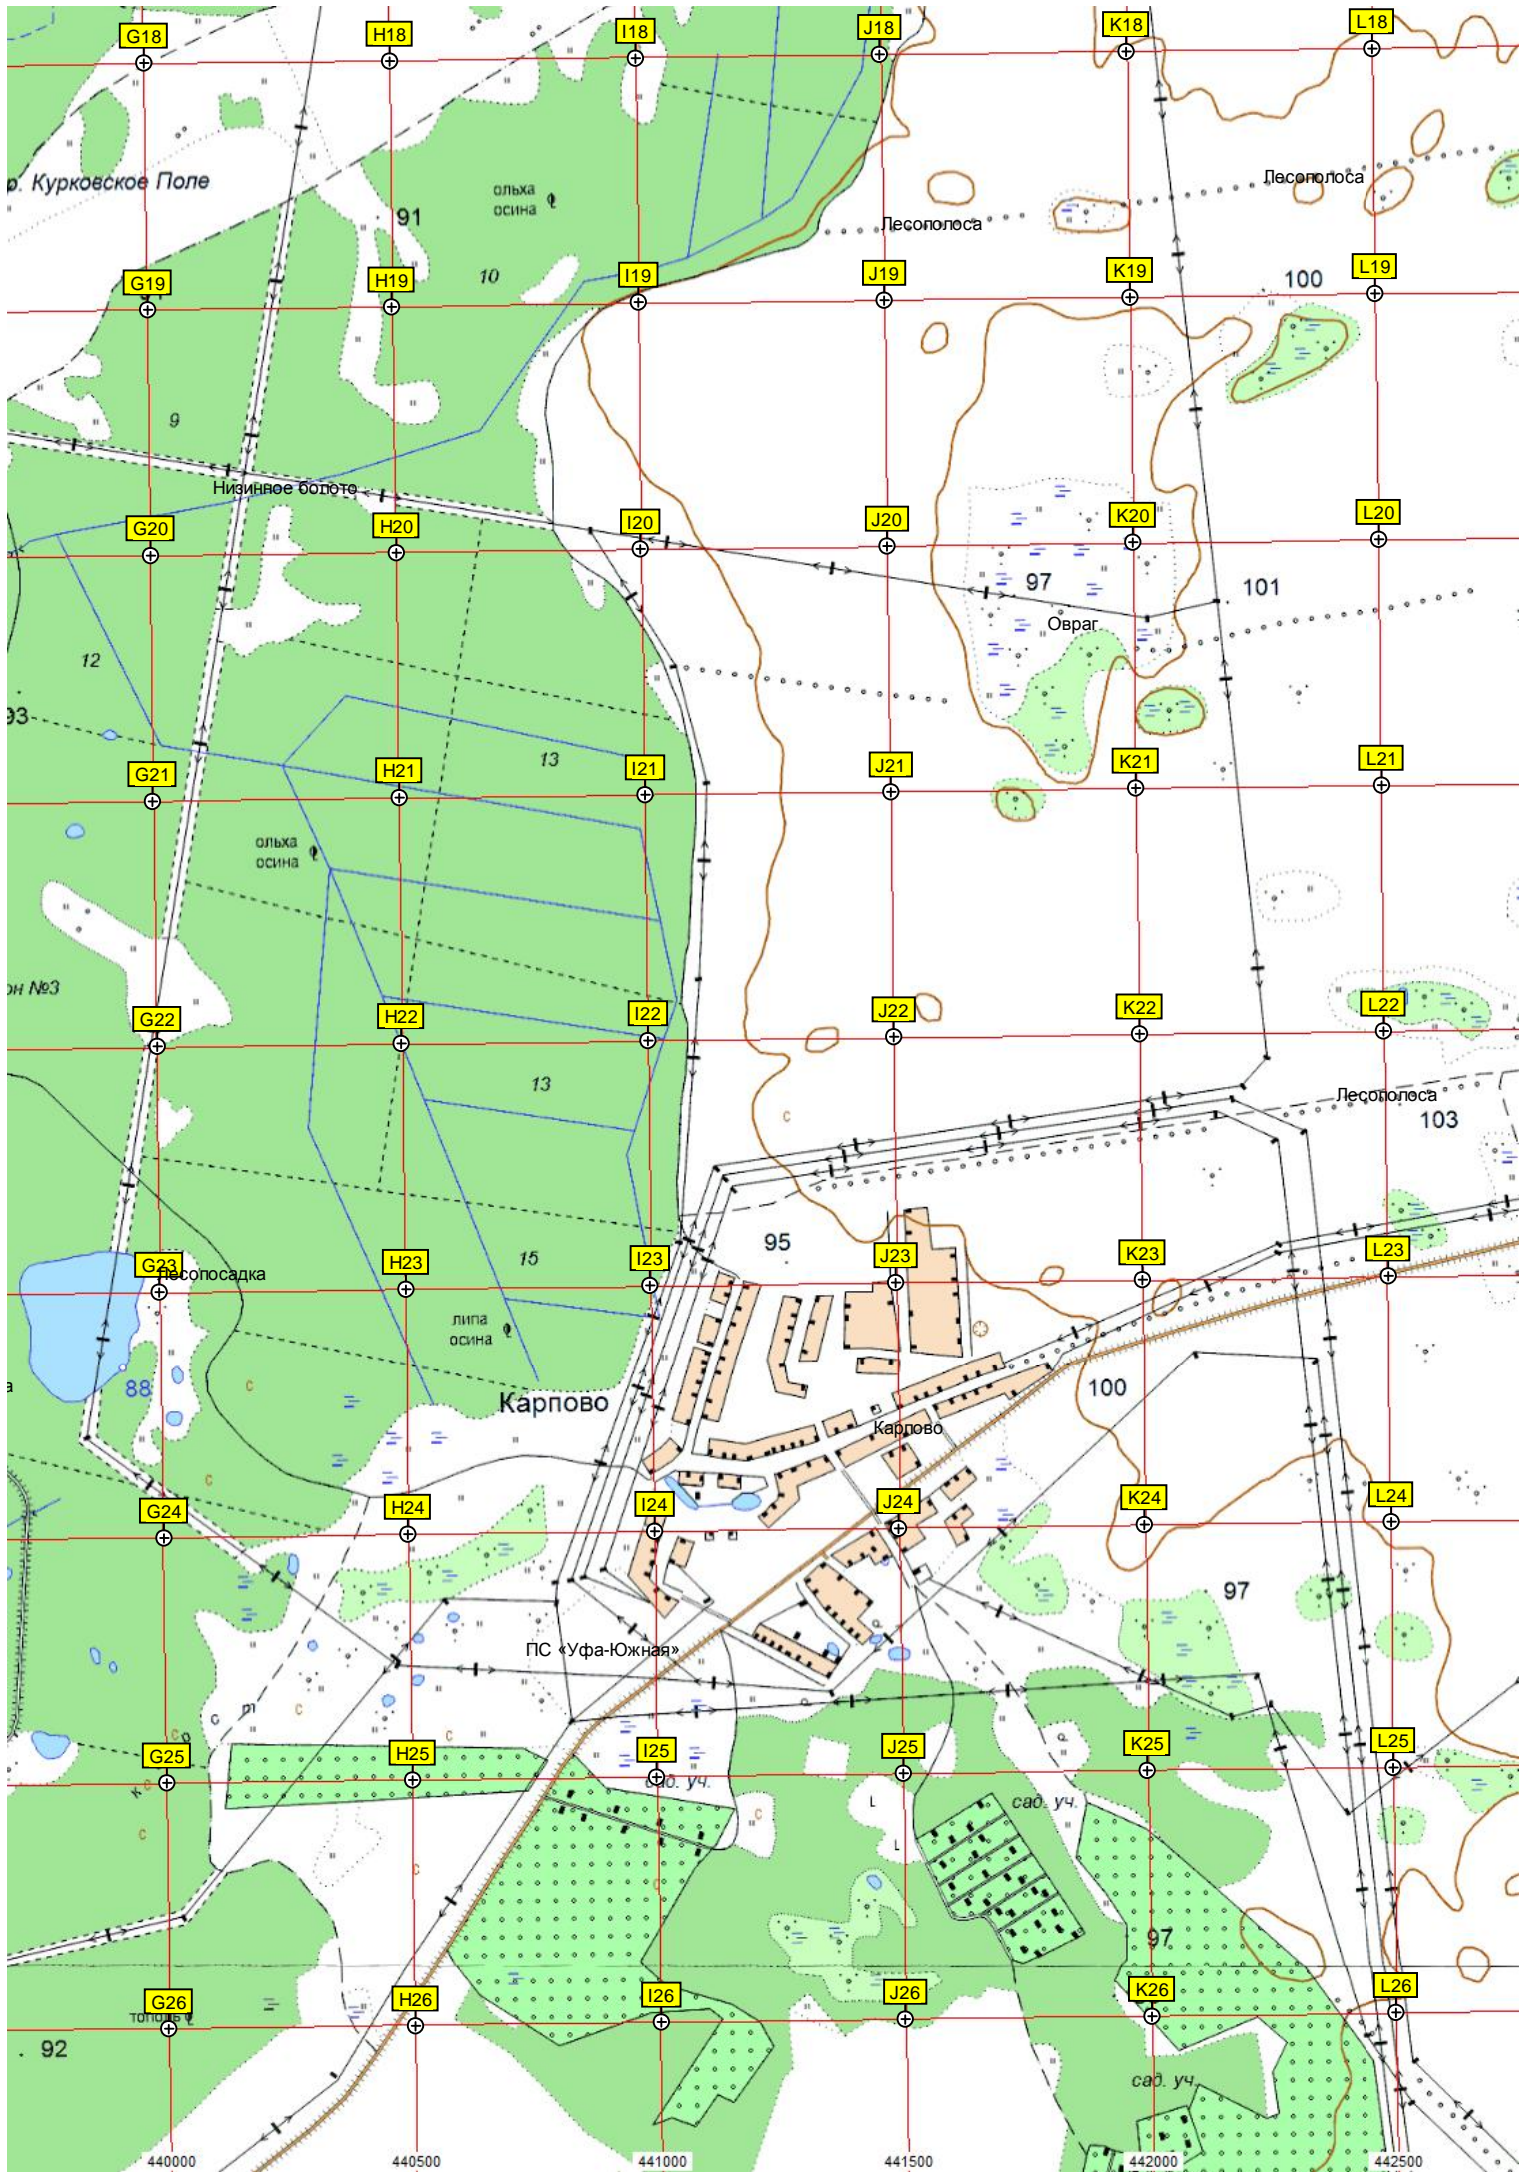 G18 H18 I18 J18 K18 L18
р. Курковское Поле
ольха
осина
91
Лесополоса
Лесополоса
10
G19 H19 I19 J19 K19 L19
100
9
Низинное болото
G20 H20 I20 J20 K20 L20
97
101
Овраг
12
93
13
G21 H21 I21 J21 K21 L21
ольха
осина
он №3
G22 H22 I22 J22 K22 L22
13
с
Лесополоса
103
95
15
G23 H23 I23 J23 K23 L23
Лесопосадка
липа
осина
а
88
с
100
Карпово
Карпово
с
G24 H24 I24 J24 K24 L24
97
ПС «Уфа-Южная»
с
с
с
К о с т
G25 H25 I25 J25 K25 L25
сад. уч.
с
сад. уч.
L
с
с
L
с
с
97
G26 H26 I26 J26 K26 L26
тополь
92
сад. уч.
440000 440500 441000 441500 442000 442500